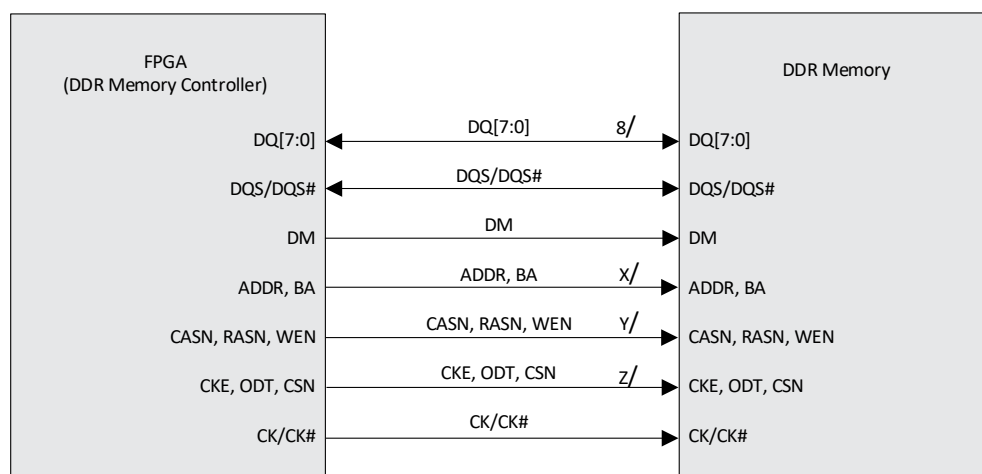 FPGA
(DDR Memory Controller)
DDR Memory
DQ[7:0]
DQ[7:0]
8/
DQ[7:0]
DQS/DQS#
DQS/DQS#
DQS/DQS#
DM
DM
DM
ADDR, BA
ADDR, BA
X/
ADDR, BA
CASN, RASN, WEN
CASN, RASN, WEN
Y/
CASN, RASN, WEN
CKE, ODT, CSN
CKE, ODT, CSN
Z/
CKE, ODT, CSN
CK/CK#
CK/CK#
CK/CK#